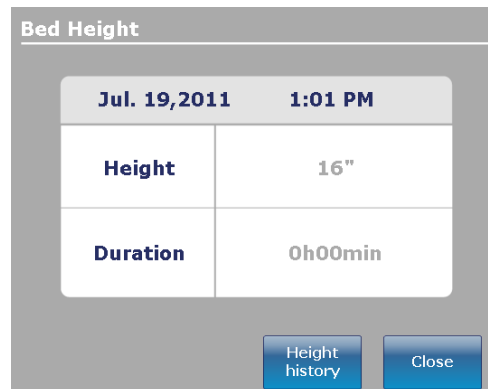 Bed Height
Jul. 19,2011 1:01 PM
Height 16"
Duration 0h00min
Height
history
Close